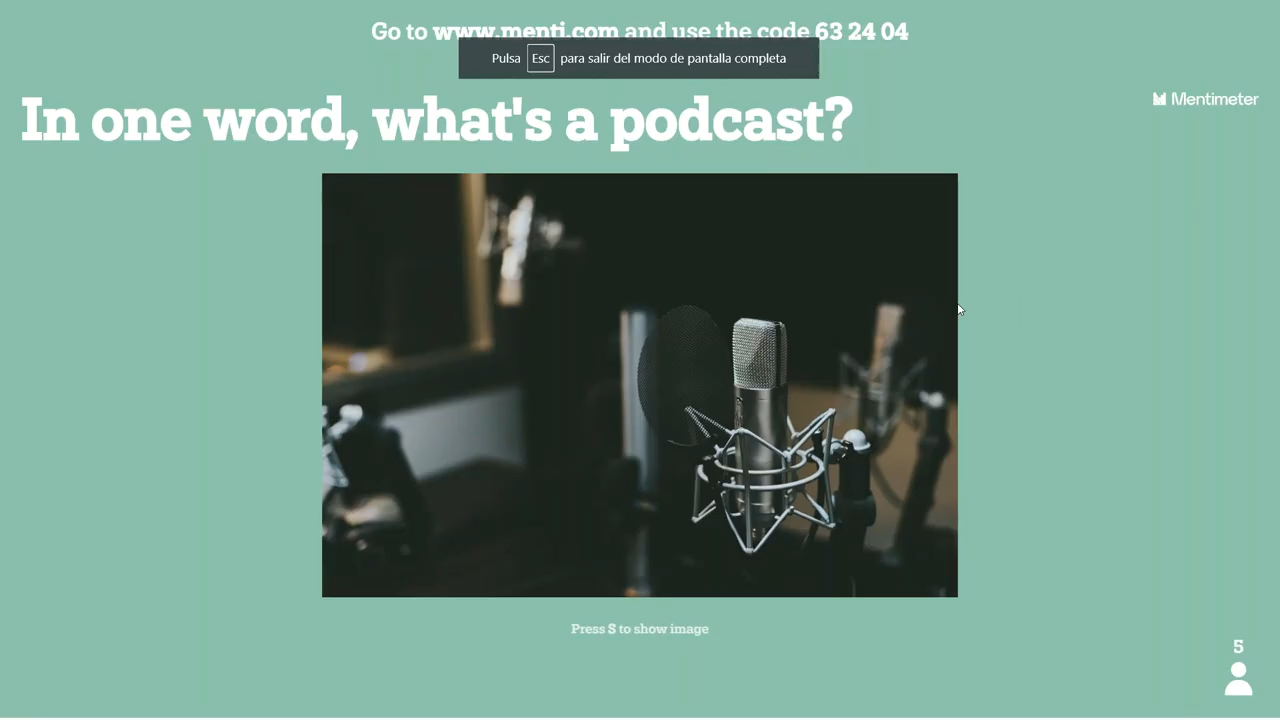 Go to www.menti.com and use the code 63 24 04
Pulsa Esc para salir del modo de pantalla completa
In one word, what's a podcast?
Mentimeter
Press S to show image
5